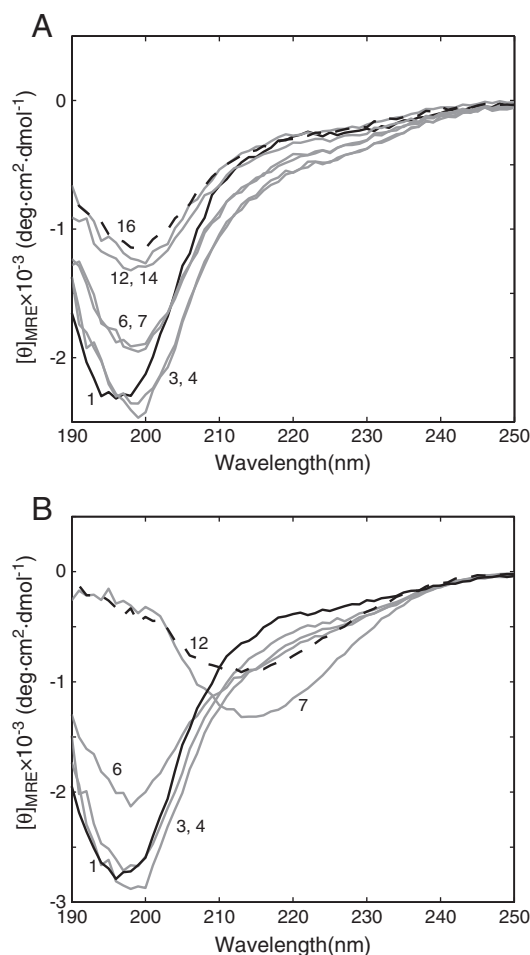 A
[θ]MRE×10-3 (deg·cm2·dmol-1)
0
-1
-2
16
12, 14
6, 7
3, 4
1
190 200 210 220 230 240 250
Wavelength(nm)
B
[θ]MRE×10-3 (deg·cm2·dmol-1)
0
-1
-2
-3
12
7
6
3, 4
1
190 200 210 220 230 240 250
Wavelength(nm)